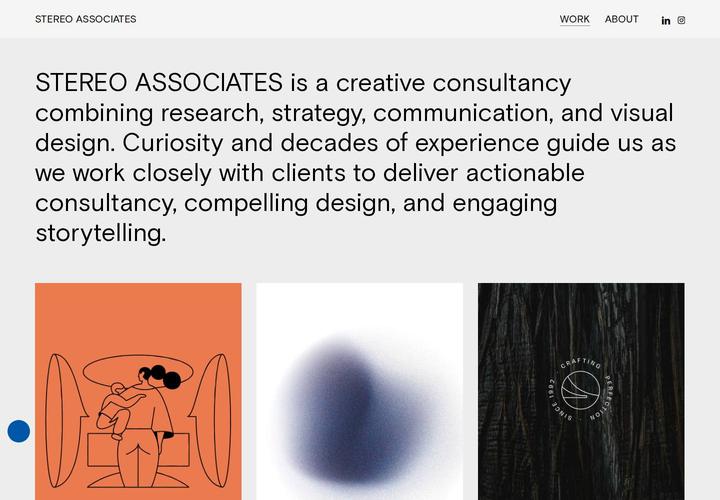 STEREO ASSOCIATES
WORK ABOUT
STEREO ASSOCIATES is a creative consultancy
combining research, strategy, communication, and visual
design. Curiosity and decades of experience guide us as
we work closely with clients to deliver actionable
consultancy, compelling design, and engaging
storytelling.
CRAFTING PERFECTION SINCE 1992